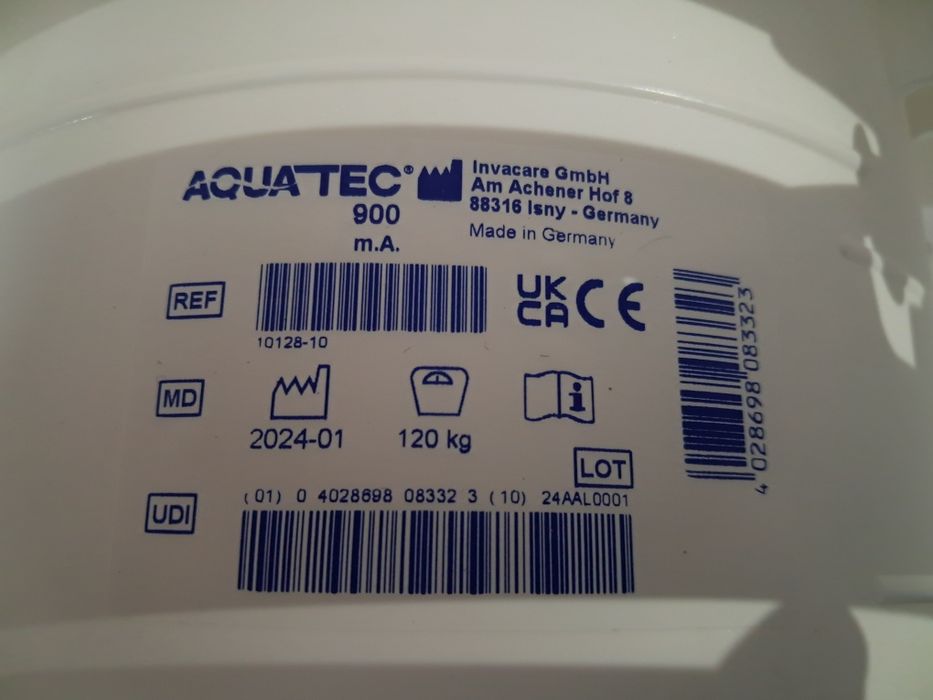 AQUATEC®
900
m.A.
Invacare GmbH
Am Achener Hof 8
88316 Isny - Germany
Made in Germany
REF
10128-10
UK
CA
CE
4 028698 083323
MD
2024-01
120 kg
i
LOT
UDI
(01) 0 4028698 08332 3 (10) 24AAL0001